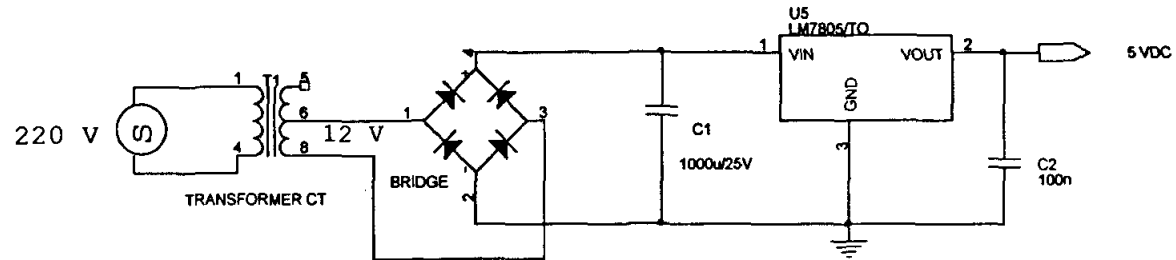 U5
LM7805/TO
1
VIN
VOUT
2
5 VDC
GND
3
1
T1
5
6
4
8
220 V
S
12 V
1
3
4
2
BRIDGE
TRANSFORMER CT
C1
1000u/25V
C2
100n